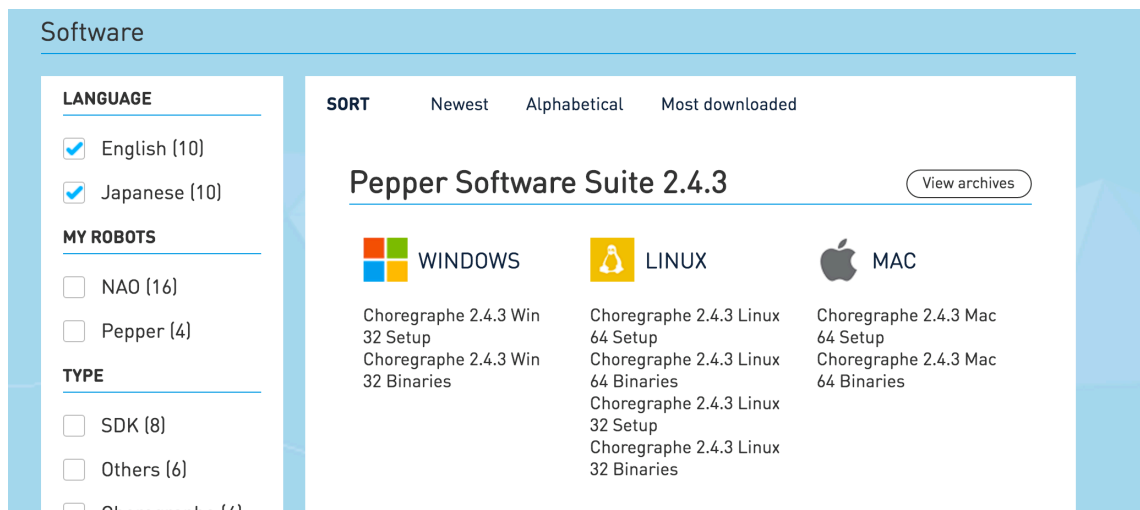 Software
LANGUAGE
English (10)
Japanese (10)
MY ROBOTS
NAO (16)
Pepper (4)
TYPE
SDK (8)
Others (6)
SORT Newest Alphabetical Most downloaded
Pepper Software Suite 2.4.3
View archives
WINDOWS
Choregraphe 2.4.3 Win
32 Setup
Choregraphe 2.4.3 Win
32 Binaries
LINUX
Choregraphe 2.4.3 Linux
64 Setup
Choregraphe 2.4.3 Linux
64 Binaries
Choregraphe 2.4.3 Linux
32 Setup
Choregraphe 2.4.3 Linux
32 Binaries
MAC
Choregraphe 2.4.3 Mac
64 Setup
Choregraphe 2.4.3 Mac
64 Binaries